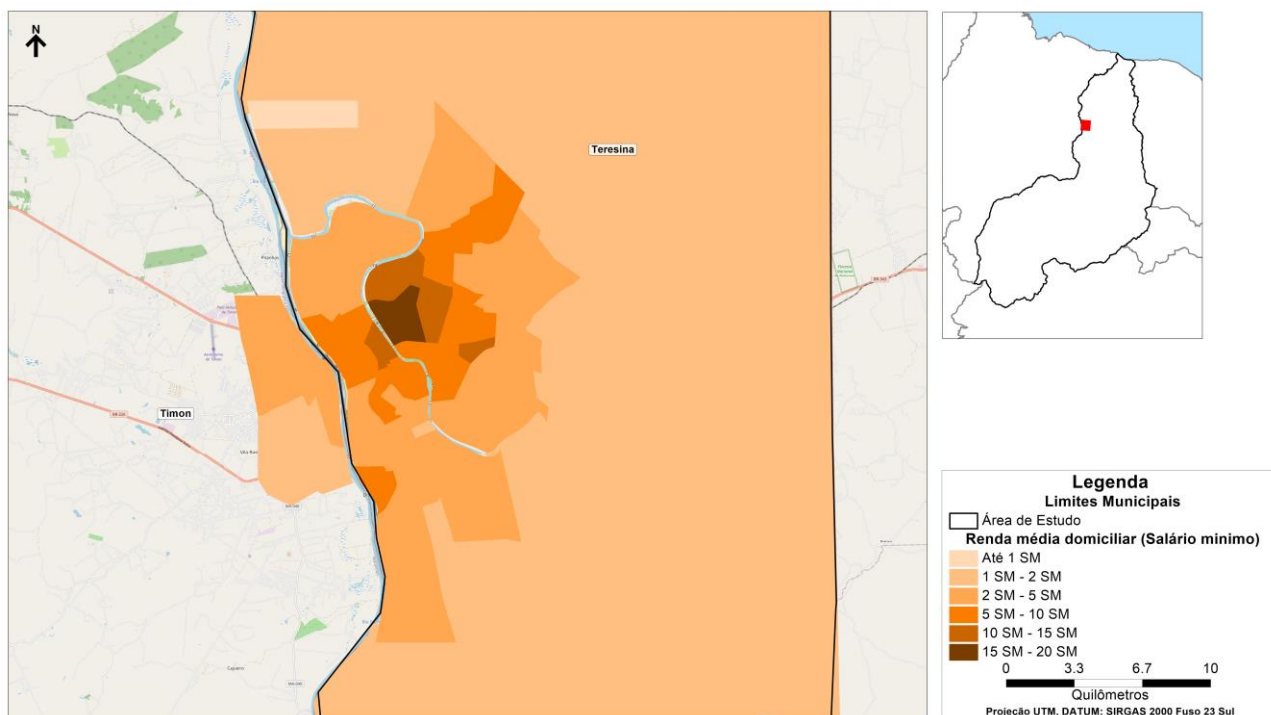 N
Teresina
Timon
Legenda
Limites Municipais
Área de Estudo
Renda média domiciliar (Salário minimo)
Até 1 SM
1 SM - 2 SM
2 SM - 5 SM
5 SM - 10 SM
10 SM - 15 SM
15 SM - 20 SM
0 3.3 6.7 10
Quilômetros
Projeção UTM. DATUM: SIRGAS 2000 Fuso 23 Sul